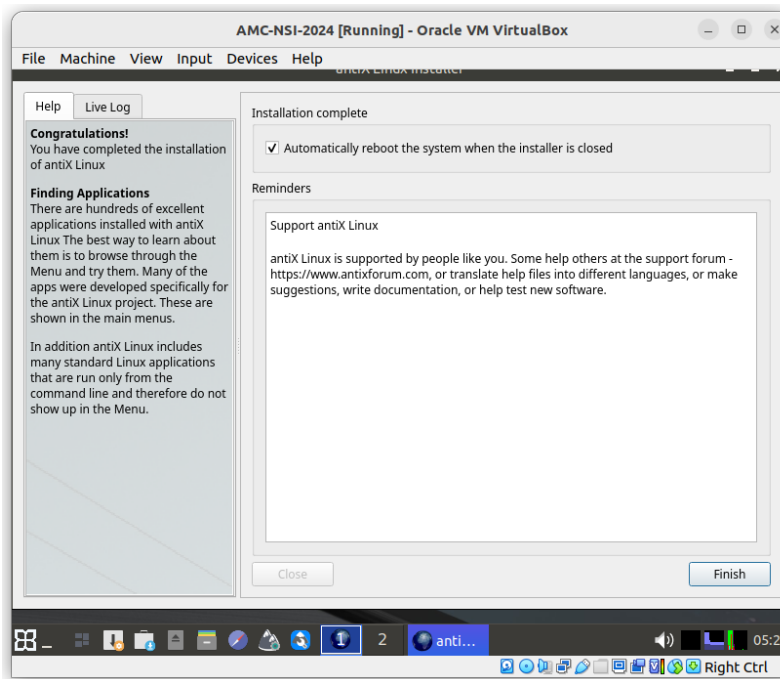 AMC-NSI-2024 [Running] - Oracle VM VirtualBox
File Machine View Input Devices Help
antiX Linux Installer
Help Live Log
Congratulations!
You have completed the installation
of antiX Linux
Finding Applications
There are hundreds of excellent
applications installed with antiX
Linux The best way to learn about
them is to browse through the
Menu and try them. Many of the
apps were developed specifically for
the antiX Linux project. These are
shown in the main menus.
In addition antiX Linux includes
many standard Linux applications
that are run only from the
command line and therefore do not
show up in the Menu.
Installation complete
Automatically reboot the system when the installer is closed
Reminders
Support antiX Linux
antiX Linux is supported by people like you. Some help others at the support forum -
https://www.antixforum.com, or translate help files into different languages, or make
suggestions, write documentation, or help test new software.
Close Finish
1 2 anti... 05:2
Right Ctrl